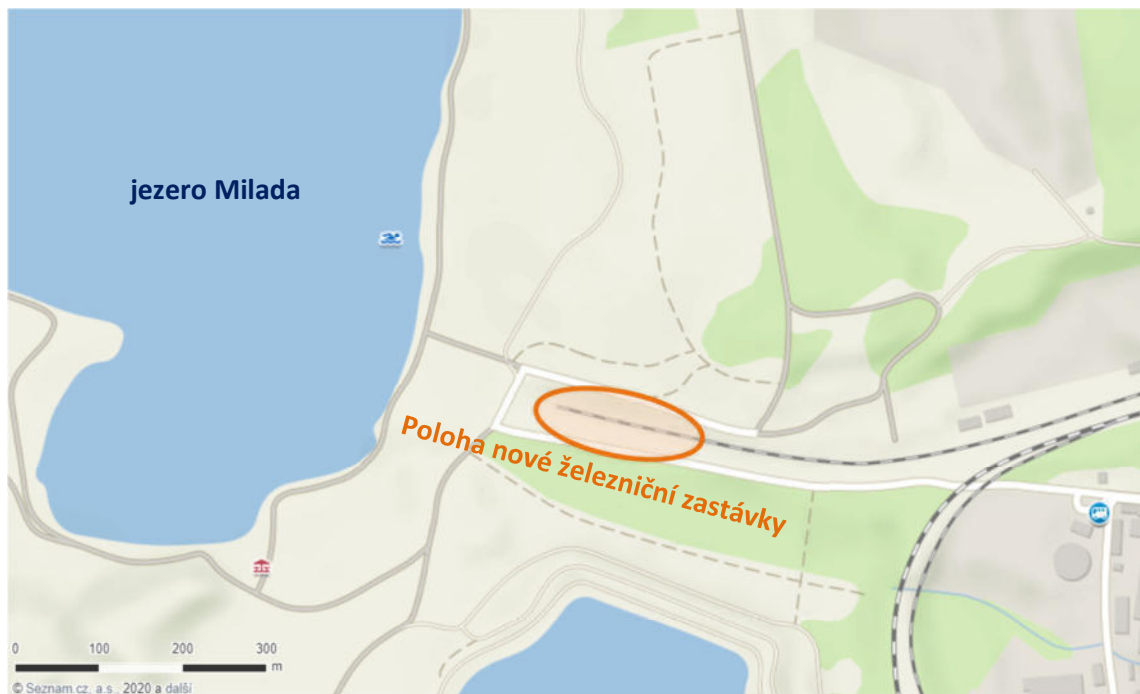 jezero Milada
Poloha nové železniční zastávky
0 100 200 300
m
© Seznam.cz, a.s., 2020 a další